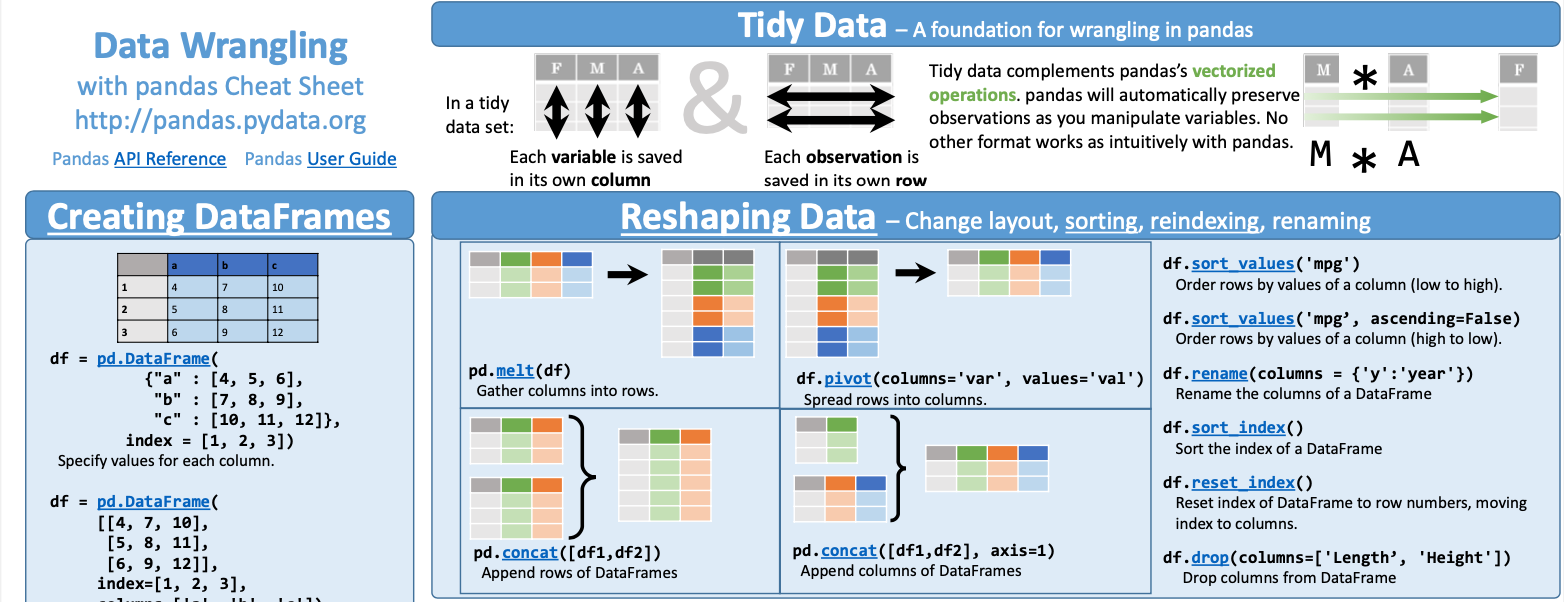 Data Wrangling
with pandas Cheat Sheet
http://pandas.pydata.org
Pandas API Reference Pandas User Guide
Tidy Data – A foundation for wrangling in pandas
In a tidy
data set:
F M A
&
F M A
Each variable is saved
in its own column
Each observation is
saved in its own row
Tidy data complements pandas’s vectorized
operations. pandas will automatically preserve
observations as you manipulate variables. No
other format works as intuitively with pandas.
M * A F
M * A
Creating DataFrames
a b c
1 4 7 10
2 5 8 11
3 6 9 12
df = pd.DataFrame(
{"a" : [4, 5, 6],
"b" : [7, 8, 9],
"c" : [10, 11, 12]},
index = [1, 2, 3])
Specify values for each column.
df = pd.DataFrame(
[[4, 7, 10],
[5, 8, 11],
[6, 9, 12]],
index=[1, 2, 3],
columns=['a', 'b', 'c'])
Reshaping Data – Change layout, sorting, reindexing, renaming
pd.melt(df)
Gather columns into rows.
df.pivot(columns='var', values='val')
Spread rows into columns.
pd.concat([df1,df2])
Append rows of DataFrames
pd.concat([df1,df2], axis=1)
Append columns of DataFrames
df.sort_values('mpg')
Order rows by values of a column (low to high).
df.sort_values('mpg’, ascending=False)
Order rows by values of a column (high to low).
df.rename(columns = {'y':'year'})
Rename the columns of a DataFrame
df.sort_index()
Sort the index of a DataFrame
df.reset_index()
Reset index of DataFrame to row numbers, moving
index to columns.
df.drop(columns=['Length’, 'Height'])
Drop columns from DataFrame